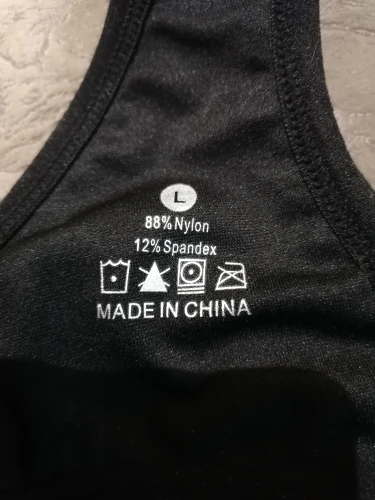 L
88% Nylon
12% Spandex
MADE IN CHINA